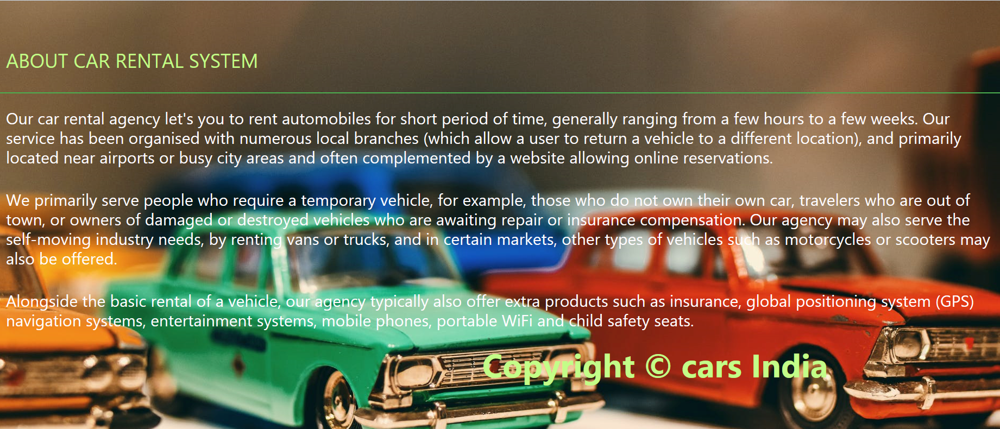 ABOUT CAR RENTAL SYSTEM
Our car rental agency let's you to rent automobiles for short period of time, generally ranging from a few hours to a few weeks. Our
service has been organised with numerous local branches (which allow a user to return a vehicle to a different location), and primarily
located near airports or busy city areas and often complemented by a website allowing online reservations.
We primarily serve people who require a temporary vehicle, for example, those who do not own their own car, travelers who are out of
town, or owners of damaged or destroyed vehicles who are awaiting repair or insurance compensation. Our agency may also serve the
self-moving industry needs, by renting vans or trucks, and in certain markets, other types of vehicles such as motorcycles or scooters may
also be offered.
Alongside the basic rental of a vehicle, our agency typically also offer extra products such as insurance, global positioning system (GPS)
navigation systems, entertainment systems, mobile phones, portable WiFi and child safety seats.
Copyright © cars India